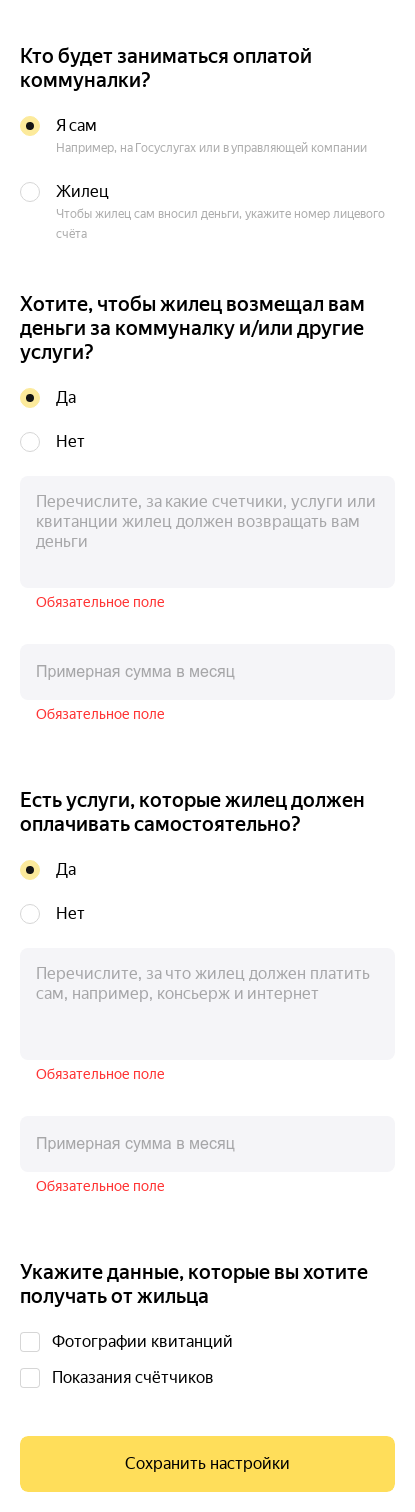 Кто будет заниматься оплатой
коммуналки?
Я сам
Например, на Госуслугах или в управляющей компании
Жилец
Чтобы жилец сам вносил деньги, укажите номер лицевого
счёта
Хотите, чтобы жилец возмещал вам
деньги за коммуналку и/или другие
услуги?
Да
Нет
Перечислите, за какие счетчики, услуги или
квитанции жилец должен возвращать вам
деньги
Обязательное поле
Примерная сумма в месяц
Обязательное поле
Есть услуги, которые жилец должен
оплачивать самостоятельно?
Да
Нет
Перечислите, за что жилец должен платить
сам, например, консьерж и интернет
Обязательное поле
Примерная сумма в месяц
Обязательное поле
Укажите данные, которые вы хотите
получать от жильца
Фотографии квитанций
Показания счётчиков
Сохранить настройки